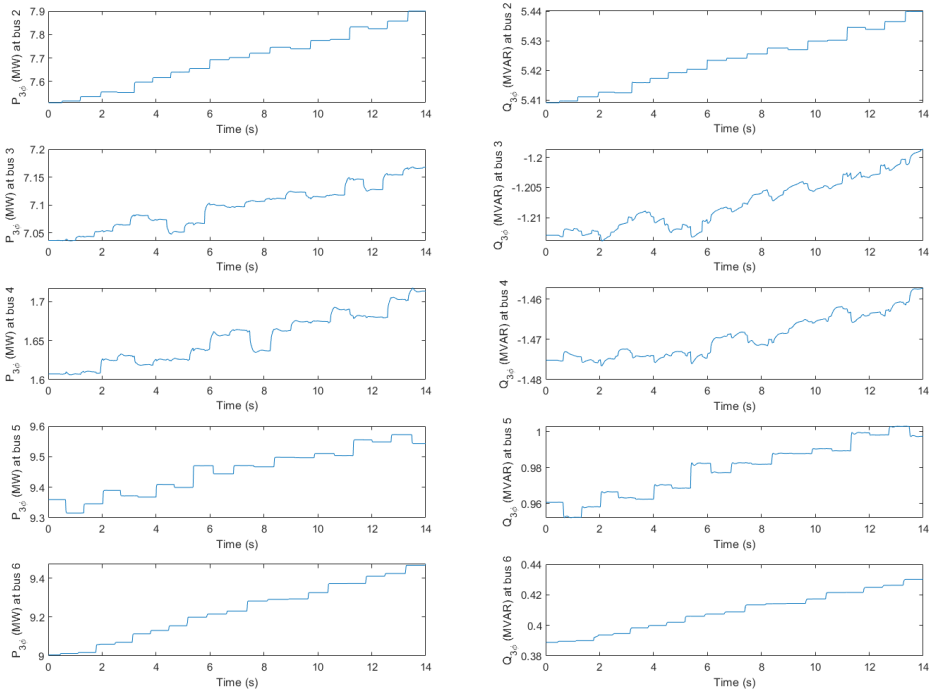 P3ϕ (MW) at bus 2
7.9
7.8
7.7
7.6
0 2 4 6 8 10 12 14
Time (s)
Q3ϕ (MVAR) at bus 2
5.44
5.43
5.42
5.41
0 2 4 6 8 10 12 14
Time (s)
P3ϕ (MW) at bus 3
7.2
7.15
7.1
7.05
0 2 4 6 8 10 12 14
Time (s)
Q3ϕ (MVAR) at bus 3
-1.2
-1.205
-1.21
0 2 4 6 8 10 12 14
Time (s)
P3ϕ (MW) at bus 4
1.7
1.65
1.6
0 2 4 6 8 10 12 14
Time (s)
Q3ϕ (MVAR) at bus 4
-1.46
-1.47
-1.48
0 2 4 6 8 10 12 14
Time (s)
P3ϕ (MW) at bus 5
9.6
9.5
9.4
9.3
0 2 4 6 8 10 12 14
Time (s)
Q3ϕ (MVAR) at bus 5
1
0.98
0.96
0 2 4 6 8 10 12 14
Time (s)
P3ϕ (MW) at bus 6
9.4
9.2
9
0 2 4 6 8 10 12 14
Time (s)
Q3ϕ (MVAR) at bus 6
0.44
0.42
0.4
0.38
0 2 4 6 8 10 12 14
Time (s)